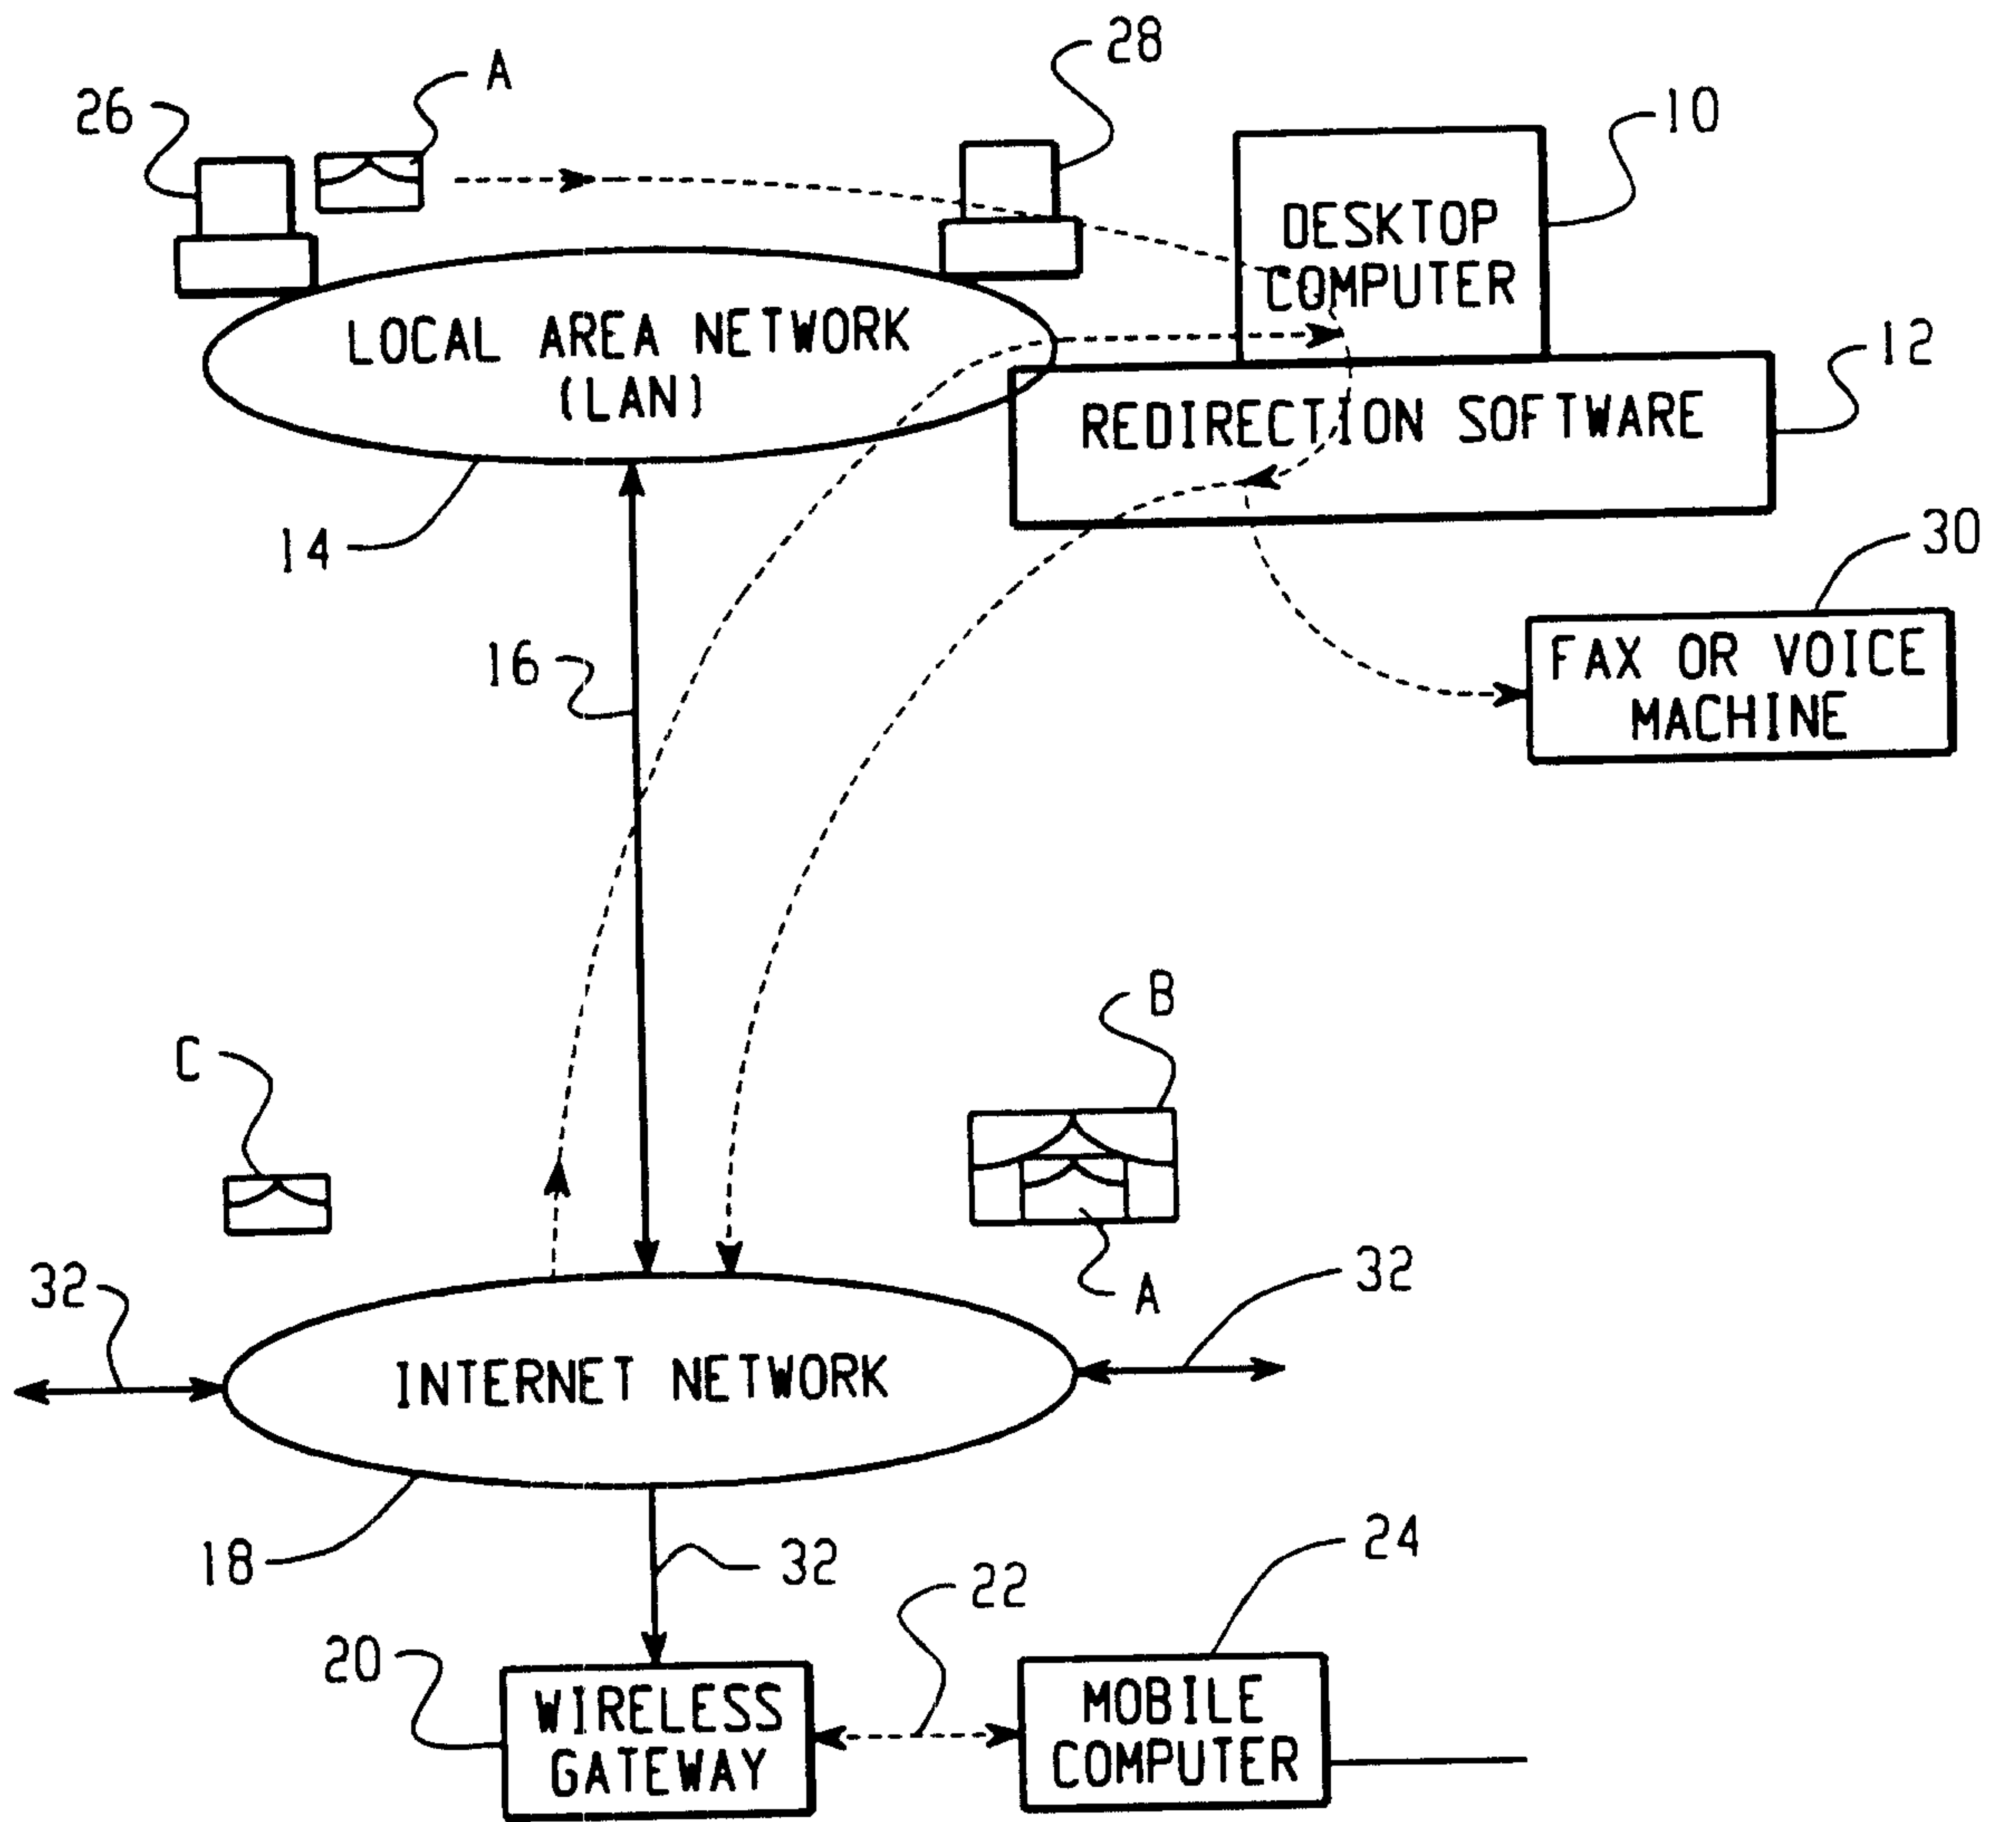 28
A
26
10
DESKTOP
COMPUTER
LOCAL AREA NETWORK
(LAN)
12
REDIRECTION SOFTWARE
14
30
16
FAX OR VOICE
MACHINE
B
C
32
A
32
INTERNET NETWORK
18
32
22
24
20
WIRELESS
GATEWAY
MOBILE
COMPUTER